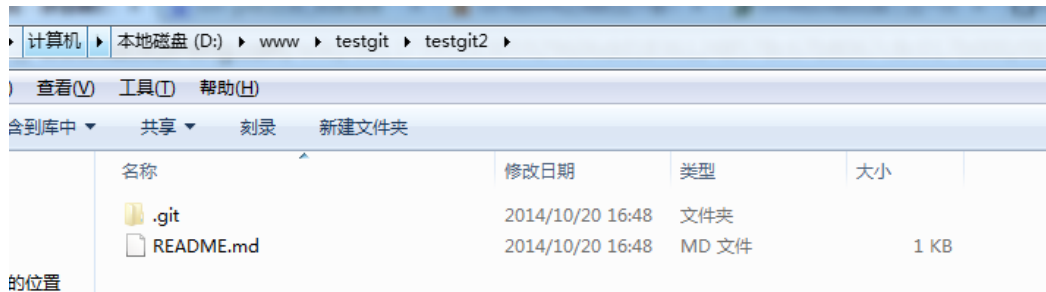 计算机 本地磁盘 (D:) www testgit testgit2
) 查看(V) 工具(T) 帮助(H)
含到库中 共享 刻录 新建文件夹
名称 修改日期 类型 大小
.git 2014/10/20 16:48 文件夹
README.md 2014/10/20 16:48 MD 文件 1 KB
的位置